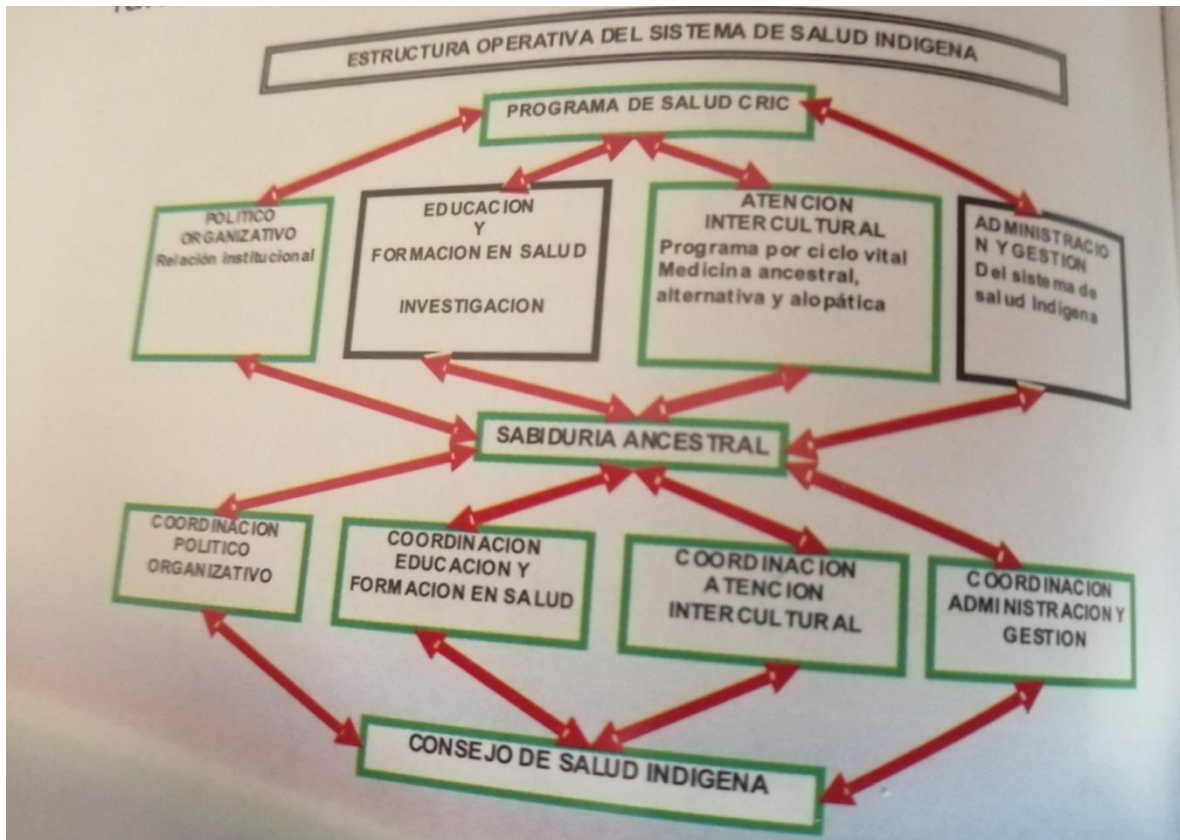 ESTRUCTURA OPERATIVA DEL SISTEMA DE SALUD INDIGENA
PROGRAMA DE SALUD CRIC
POLITICO
ORGANIZATIVO
Relación institucional
EDUCACION
Y
FORMACION EN SALUD
INVESTIGACION
ATENCION
INTERCULTURAL
Programa por ciclo vital
Medicina ancestral,
alternativa y alopática
ADMINISTRACIO
N Y GESTION
Del sistema de
salud Indígena
SABIDURIA ANCESTRAL
COORDINACION
POLITICO
ORGANIZATIVO
COORDINACION
EDUCACION Y
FORMACION EN SALUD
COORDINACION
ATENCION
INTERCULTURAL
COORDINACION
ADMINISTRACION Y
GESTION
CONSEJO DE SALUD INDIGENA